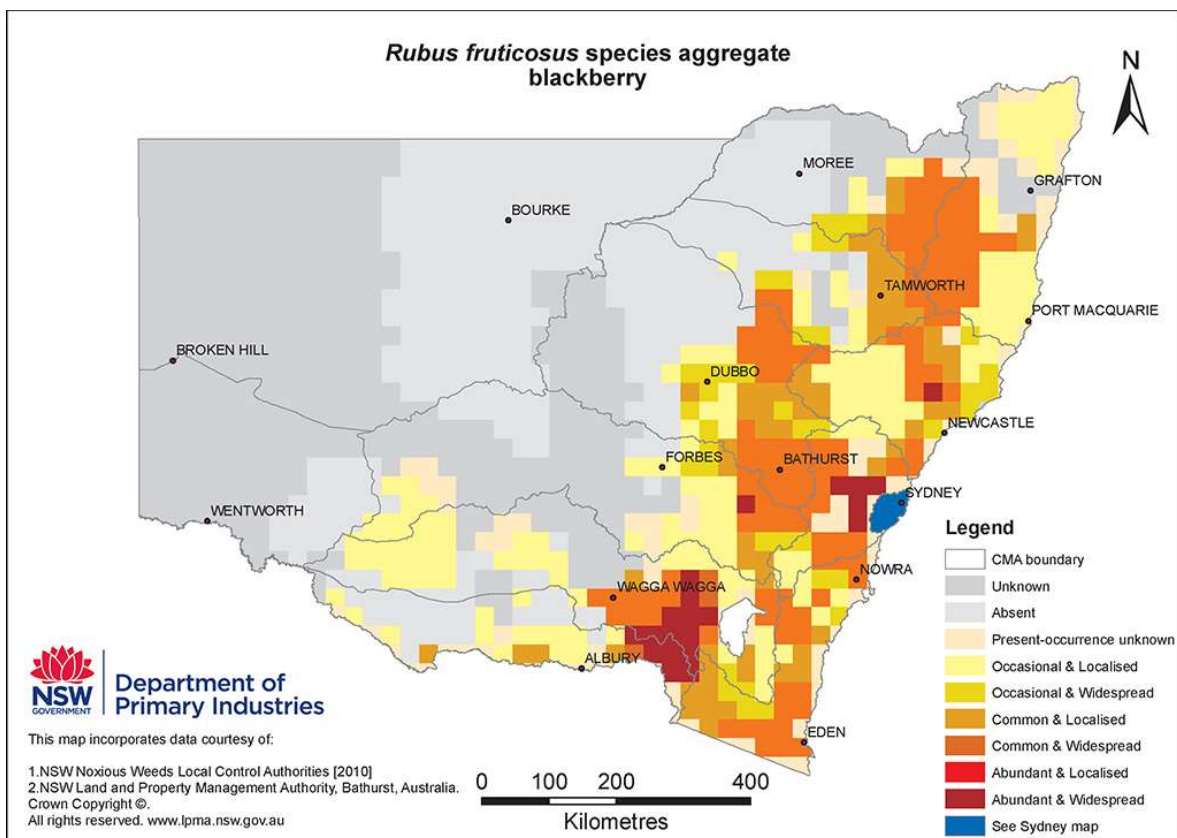 Rubus fruticosus species aggregate
blackberry
N
MOREE
GRAFTON
BOURKE
TAMWORTH
PORT MACQUARIE
BROKEN HILL
DUBBO
NEWCASTLE
FORBES
BATHURST
SYDNEY
WENTWORTH
NOWRA
WAGGA WAGGA
ALBURY
EDEN
Legend
CMA boundary
Unknown
Absent
Present-occurrence unknown
Occasional & Localised
Occasional & Widespread
Common & Localised
Common & Widespread
Abundant & Localised
Abundant & Widespread
See Sydney map
NSW
GOVERNMENT
Department of
Primary Industries
This map incorporates data courtesy of:
1.NSW Noxious Weeds Local Control Authorities [2010]
2.NSW Land and Property Management Authority, Bathurst, Australia.
Crown Copyright ©.
All rights reserved. www.lpma.nsw.gov.au
0 100 200 400
Kilometres